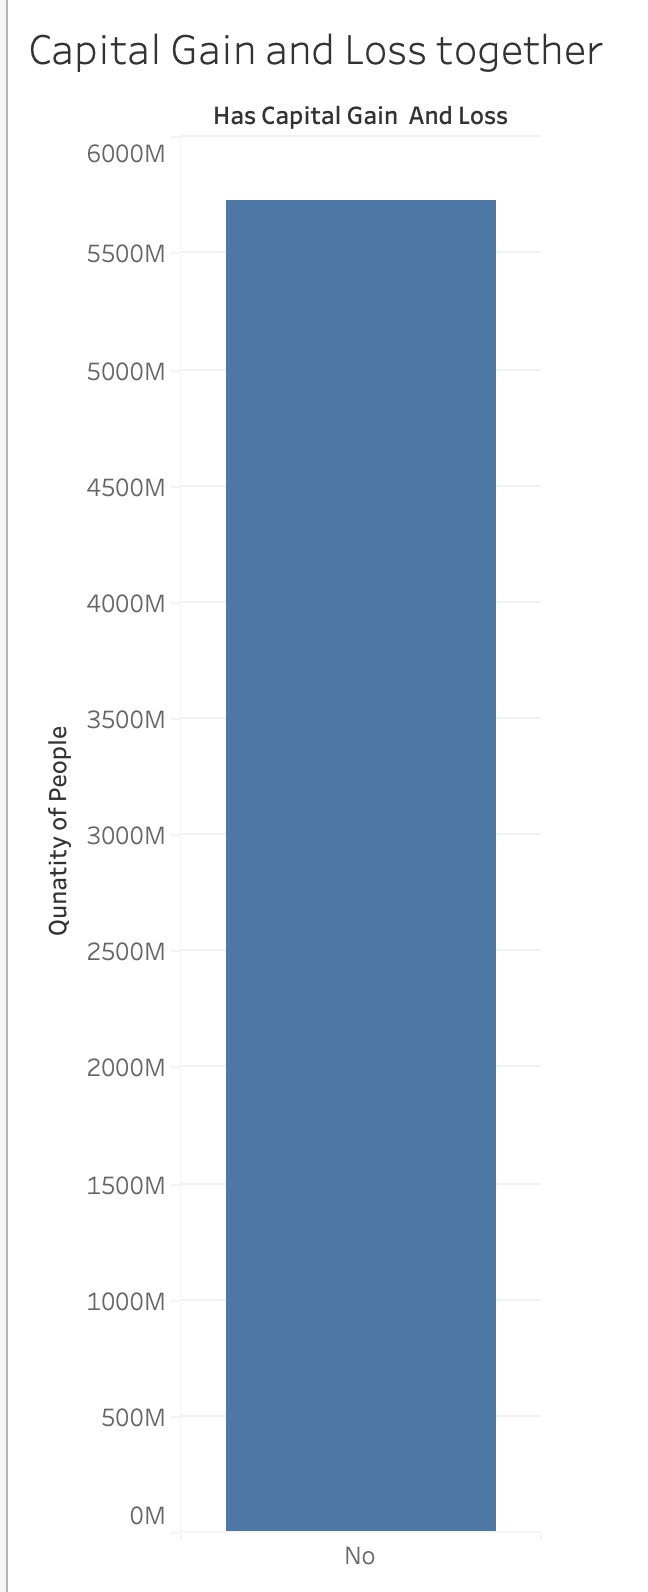 Capital Gain and Loss together
Has Capital Gain  And Loss
6000M
5500M
5000M
4500M
4000M
3500M
Qunatity of People
3000M
2500M
2000M
1500M
1000M
500M
0M
No